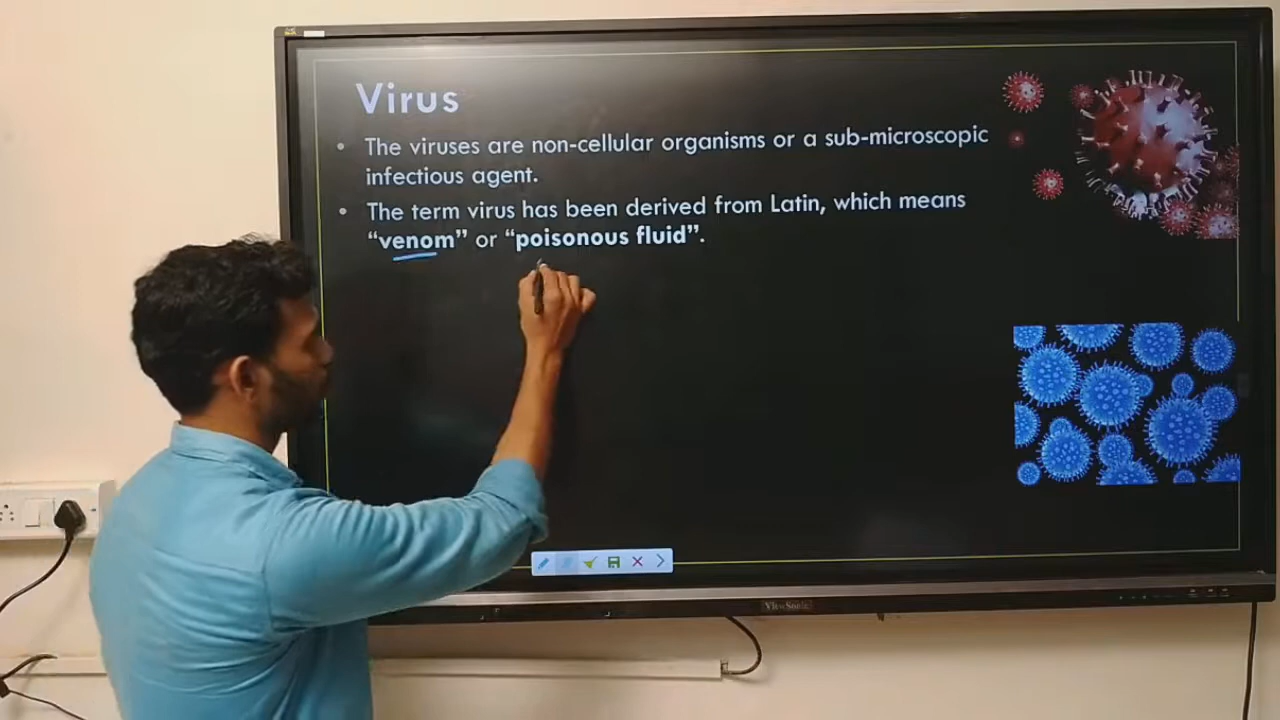 Virus
• The viruses are non-cellular organisms or a sub-microscopic
infectious agent.
• The term virus has been derived from Latin, which means
“venom” or “poisonous fluid”.
ViewSonic